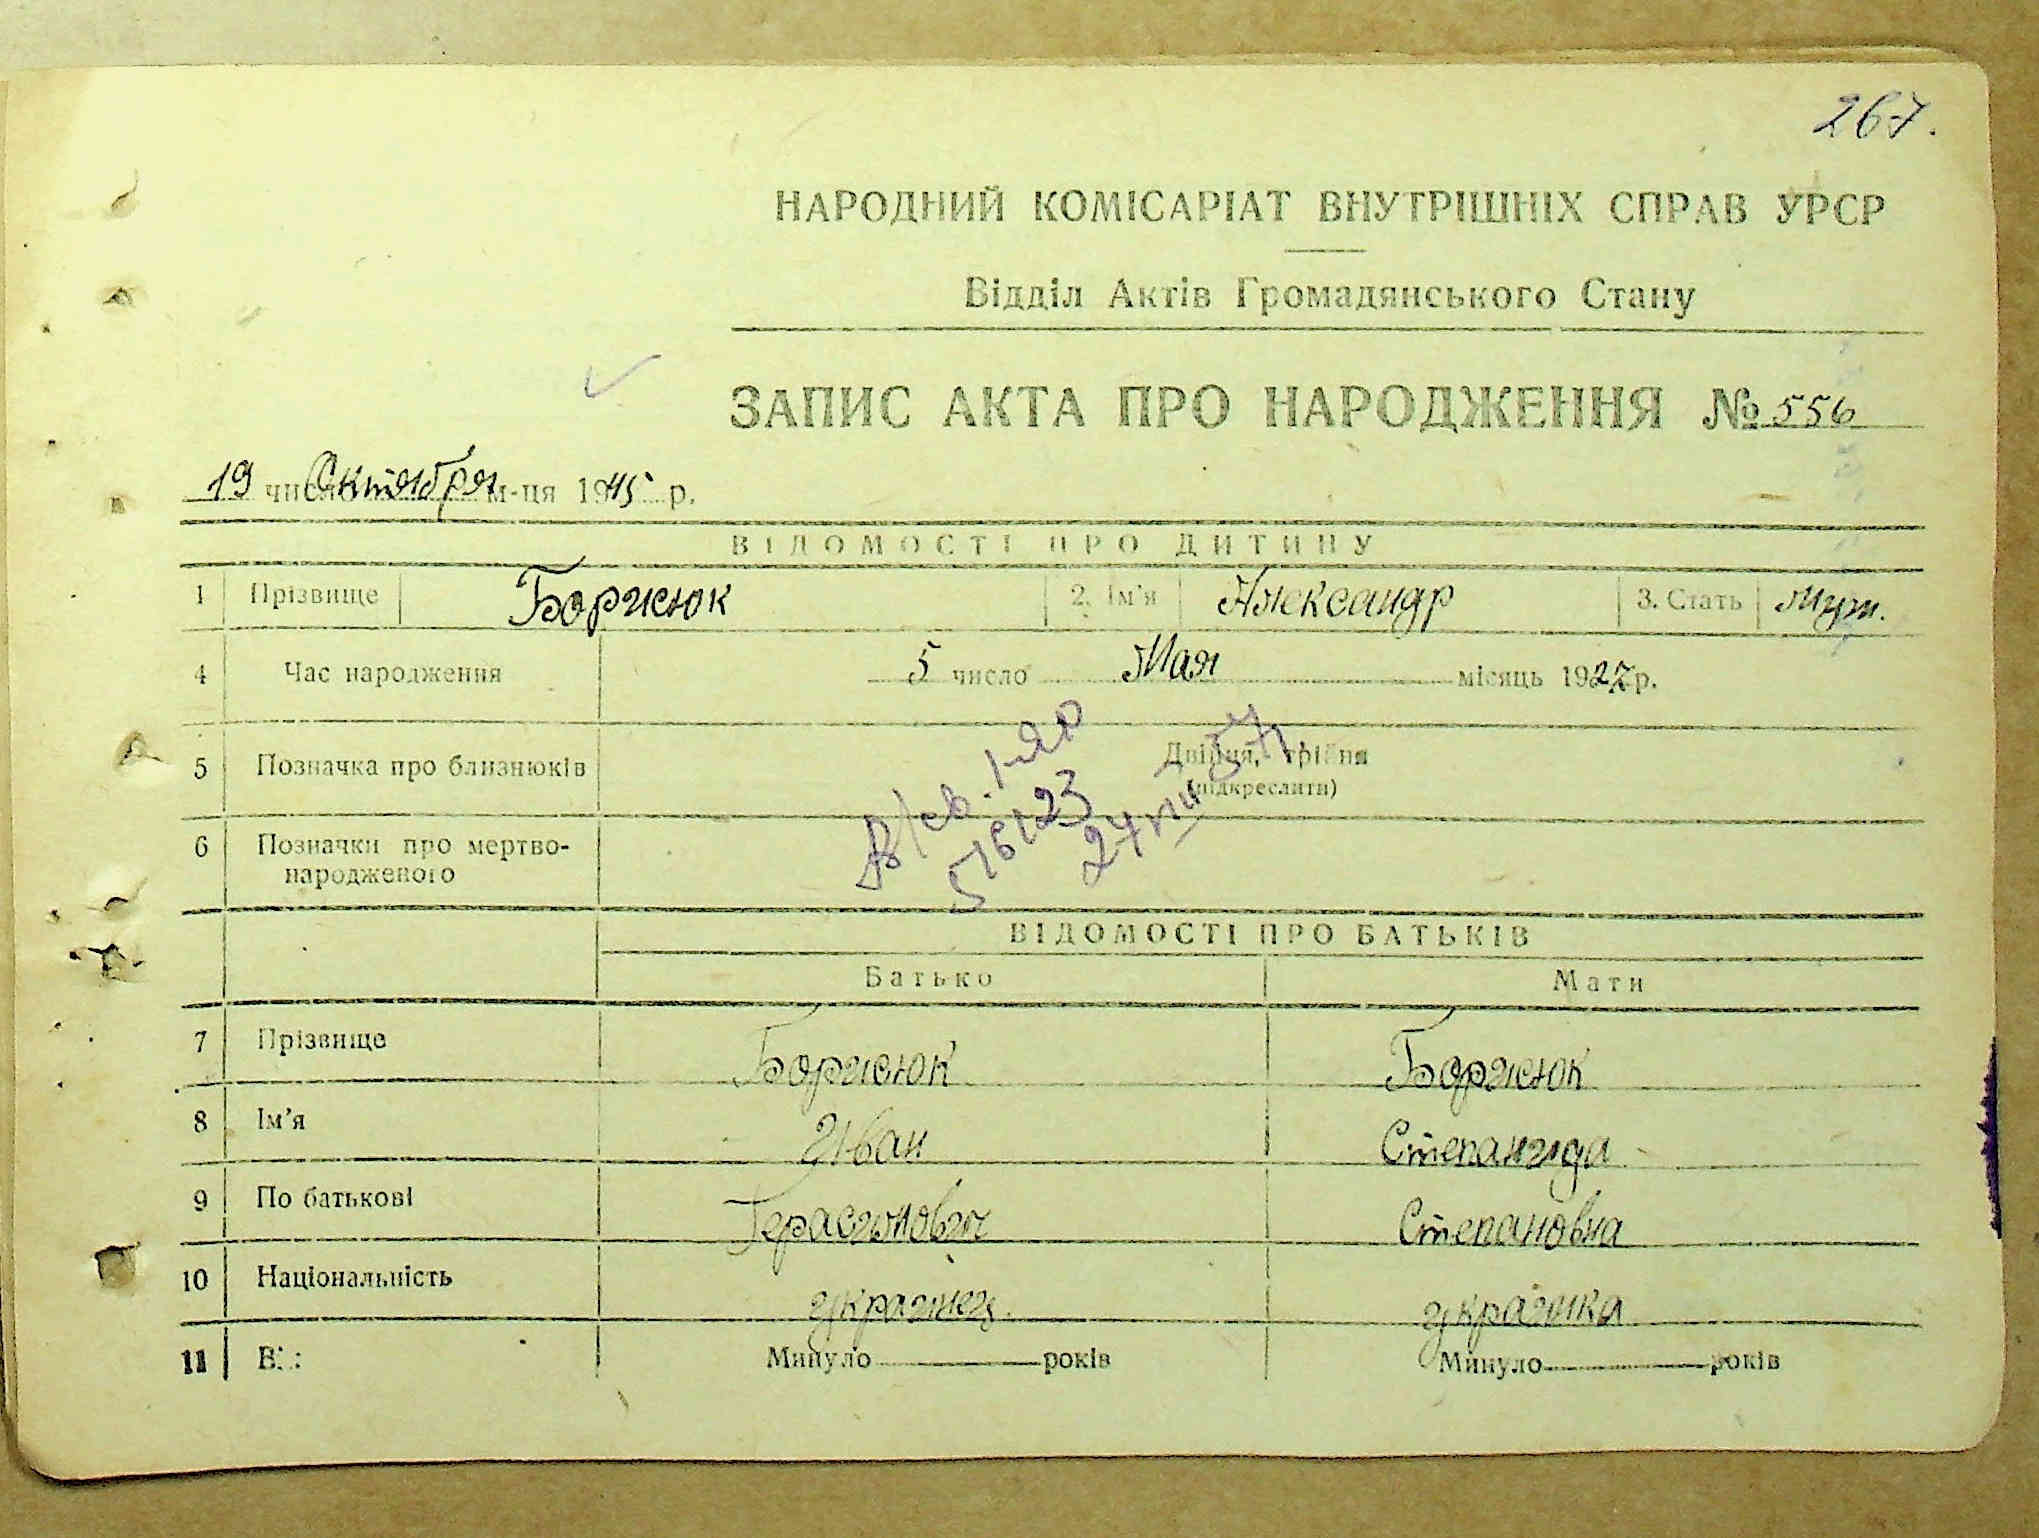 267.
НАРОДНИЙ КОМІСАРІАТ ВНУТРІШНІХ СПРАВ УРСР
Відділ Актів Громадянського Стану
ЗАПИС АКТА ПРО НАРОДЖЕННЯ № 556
19 числа Октября м-ця 1945 р.
ВІДОМОСТІ ПРО ДИТИНУ
1 Прізвище Борисюк 2. Ім'я Александр 3. Стать Муж.
4 Час народження 5 число Мая місяць 1927 р.
5 Позначка про близнюків Двійня, трійня
(підкреслити)
6 Позначки про мертво-
народженого
516123
ВІДОМОСТІ ПРО БАТЬКІВ
Батько Мати
7 Прізвище Борисюк Борисюк
8 Ім'я Иван Степанида
9 По батькові Герасимович Степановна
10 Національність украинец. украинка
11 Минуло років Минуло років